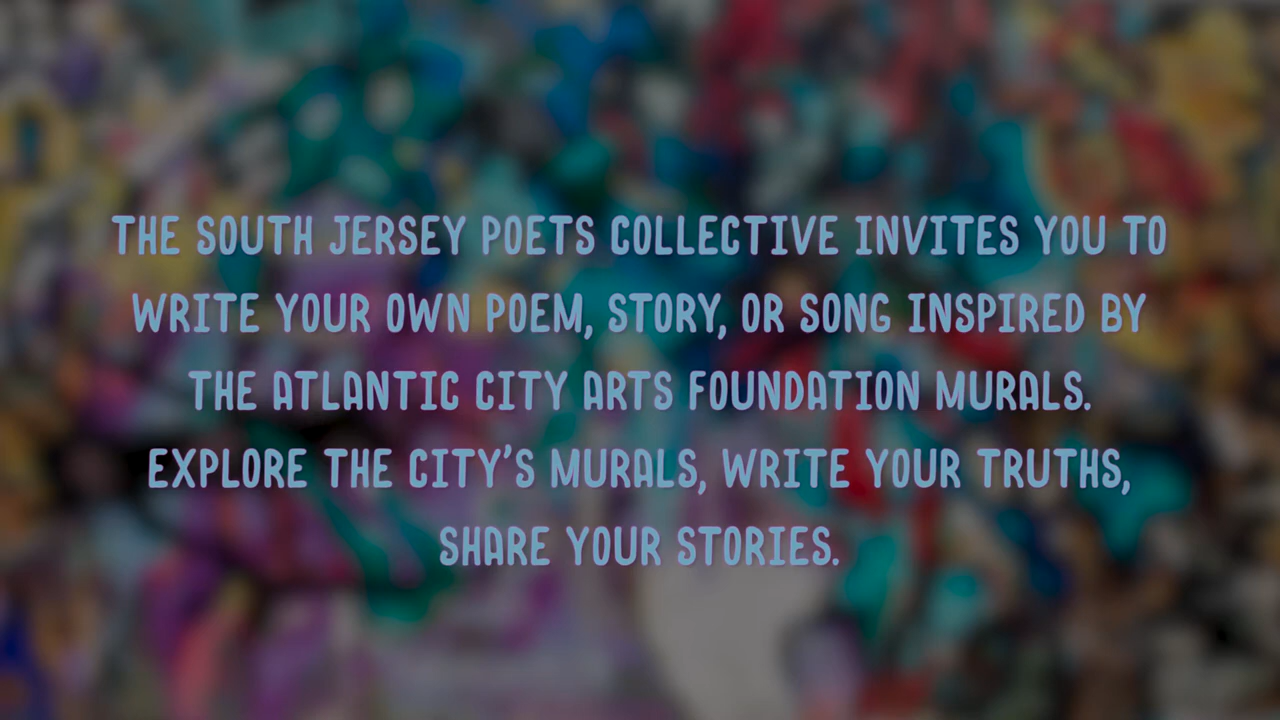 THE SOUTH JERSEY POETS COLLECTIVE INVITES YOU TO
WRITE YOUR OWN POEM, STORY, OR SONG INSPIRED BY
THE ATLANTIC CITY ARTS FOUNDATION MURALS.
EXPLORE THE CITY'S MURALS, WRITE YOUR TRUTHS,
SHARE YOUR STORIES.